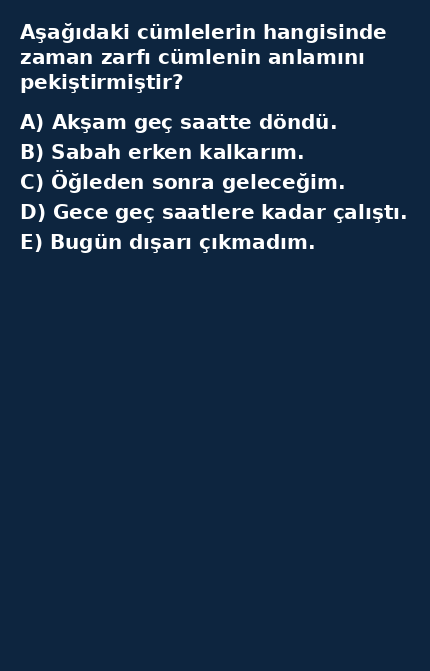 Aşağıdaki cümlelerin hangisinde
zaman zarfı cümlenin anlamını
pekiştirmiştir?
A) Akşam geç saatte döndü.
B) Sabah erken kalkarım.
C) Öğleden sonra geleceğim.
D) Gece geç saatlere kadar çalıştı.
E) Bugün dışarı çıkmadım.